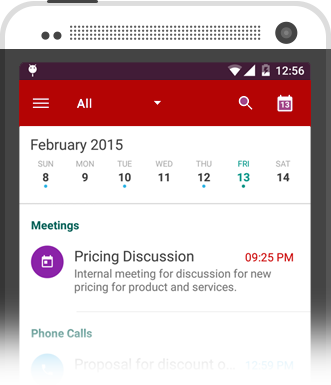 12:56
All
13
February 2015
SUN MON TUE WED THU FRI SAT
8 9 10 11 12 13 14
Meetings
Pricing Discussion 09:25 PM
Internal meeting for discussion for new
pricing for product and services.
Phone Calls
Proposal for discount o... 12:59 PM